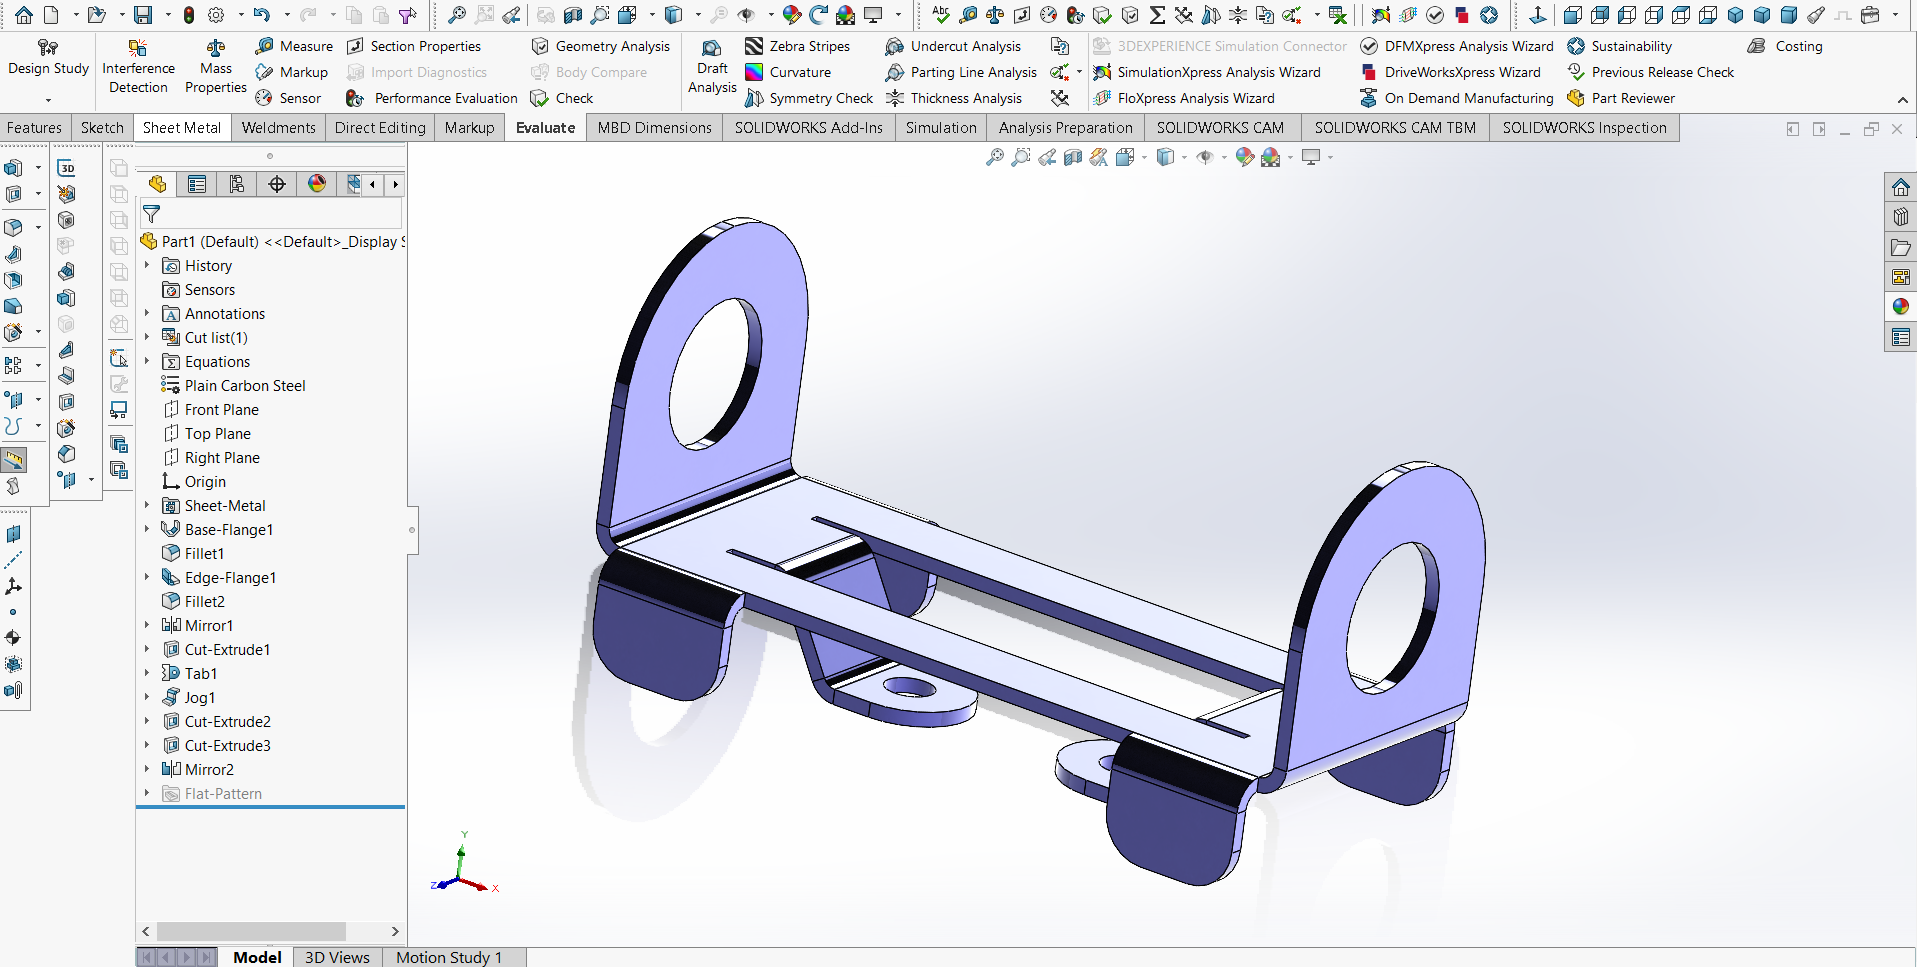 Abc
Design Study
Interference Detection
Mass Properties
Measure
Markup
Sensor
Section Properties
Import Diagnostics
Performance Evaluation
Geometry Analysis
Body Compare
Check
Draft Analysis
Zebra Stripes
Curvature
Symmetry Check
Undercut Analysis
Parting Line Analysis
Thickness Analysis
3DEXPERIENCE Simulation Connector
SimulationXpress Analysis Wizard
FloXpress Analysis Wizard
DFMXpress Analysis Wizard
DriveWorksXpress Wizard
On Demand Manufacturing
Sustainability
Previous Release Check
Part Reviewer
Costing
Features Sketch Sheet Metal Weldments Direct Editing Markup Evaluate MBD Dimensions SOLIDWORKS Add-Ins Simulation Analysis Preparation SOLIDWORKS CAM SOLIDWORKS CAM TBM SOLIDWORKS Inspection
3D
Part1 (Default) <<Default>_Display S
History
Sensors
Annotations
Cut list(1)
Equations
Plain Carbon Steel
Front Plane
Top Plane
Right Plane
Origin
Sheet-Metal
Base-Flange1
Fillet1
Edge-Flange1
Fillet2
Mirror1
Cut-Extrude1
Tab1
Jog1
Cut-Extrude2
Cut-Extrude3
Mirror2
Flat-Pattern
Y
Z
X
Model 3D Views Motion Study 1